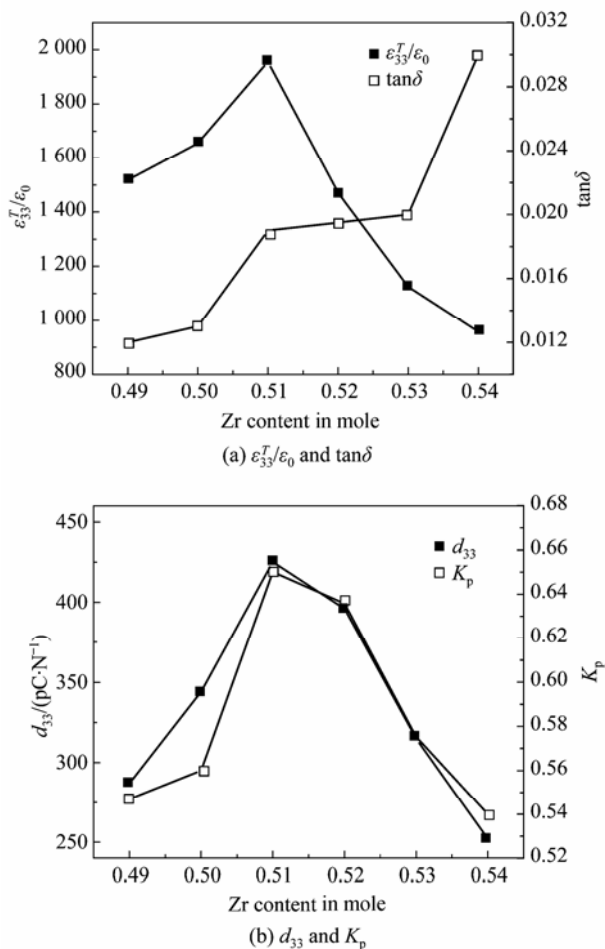 2 000
1 800
1 600
1 400
1 200
1 000
800
ε₃₃ᵀ/ε₀
0.032
0.028
0.024
0.020
0.016
0.012
tanδ
ε₃₃ᵀ/ε₀
tanδ
0.49 0.50 0.51 0.52 0.53 0.54
Zr content in mole
(a) ε₃₃ᵀ/ε₀ and tanδ
450
400
350
300
250
d₃₃/(pC·N⁻¹)
0.68
0.66
0.64
0.62
0.60
0.58
0.56
0.54
0.52
Kₚ
d₃₃
Kₚ
0.49 0.50 0.51 0.52 0.53 0.54
Zr content in mole
(b) d₃₃ and Kₚ